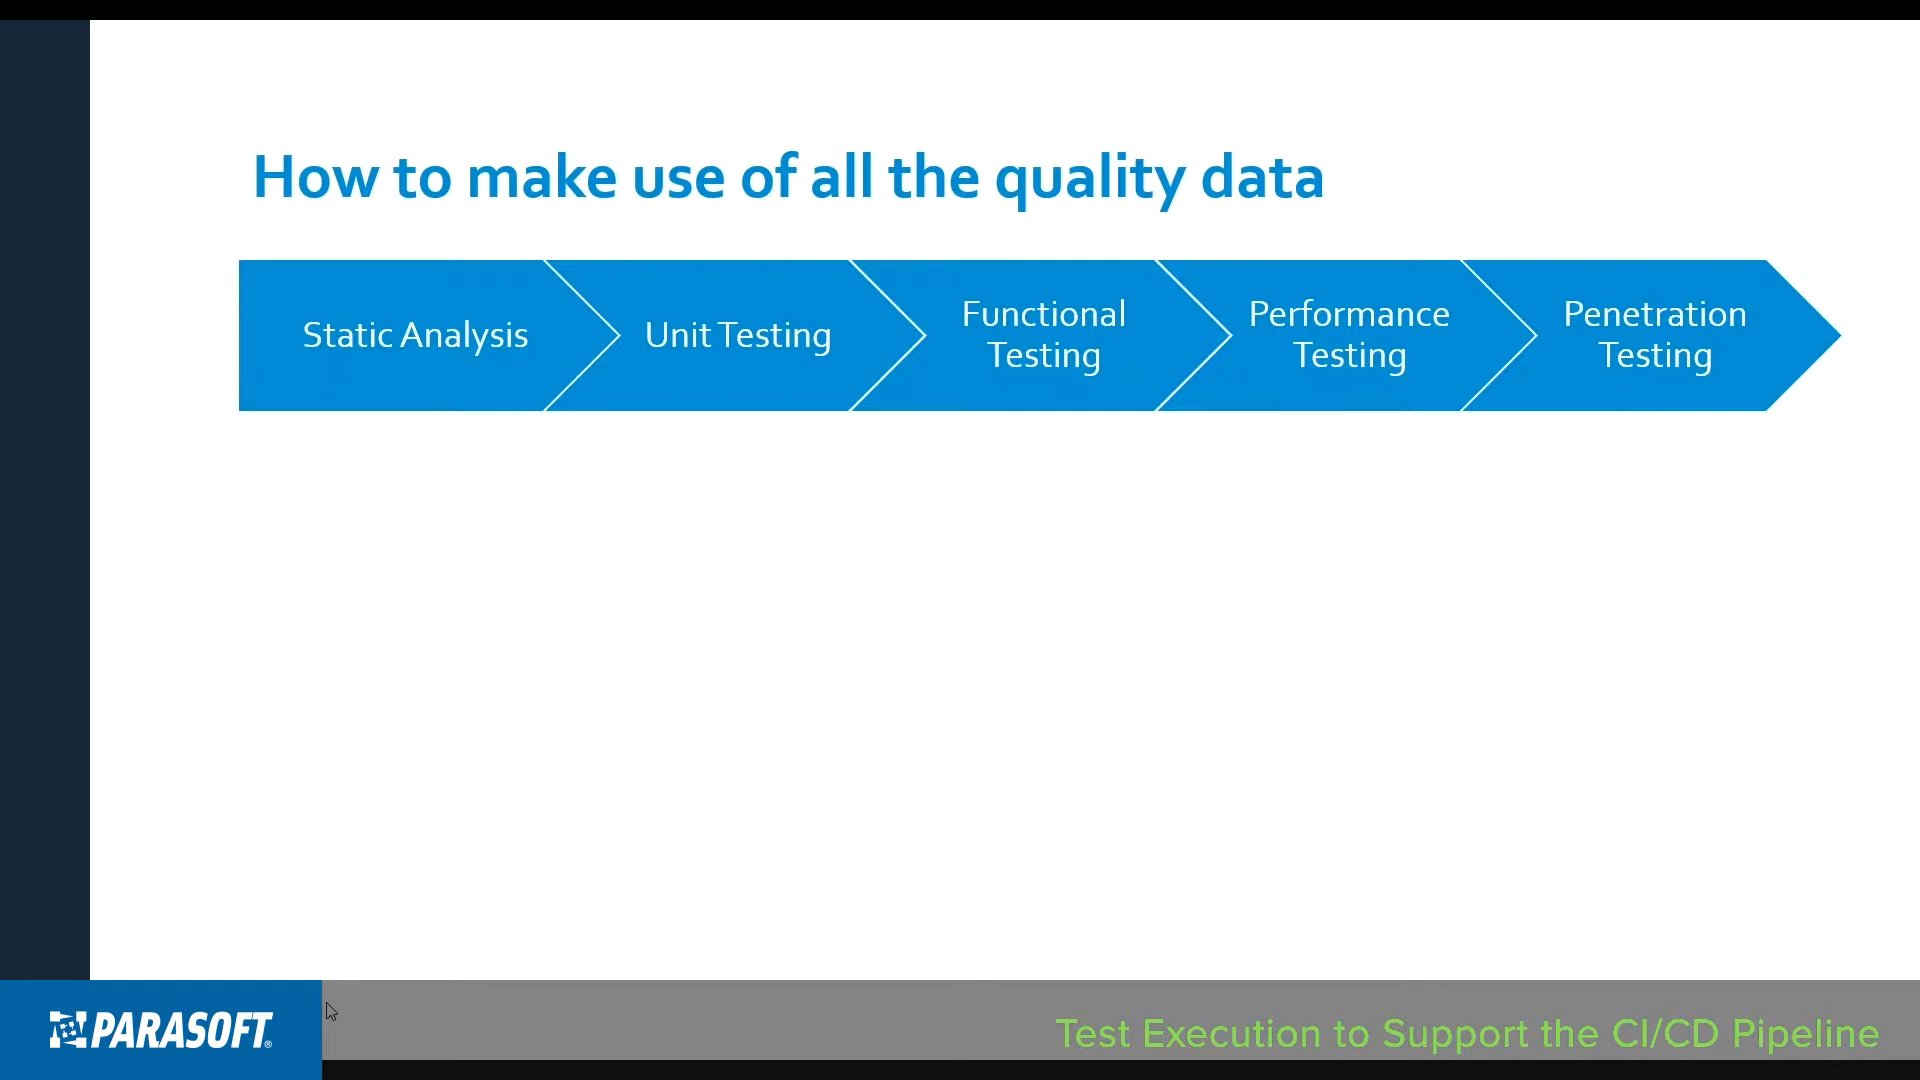 How to make use of all the quality data
Static Analysis
Unit Testing
Functional
Testing
Performance
Testing
Penetration
Testing
PARASOFT®
Test Execution to Support the CI/CD Pipeline